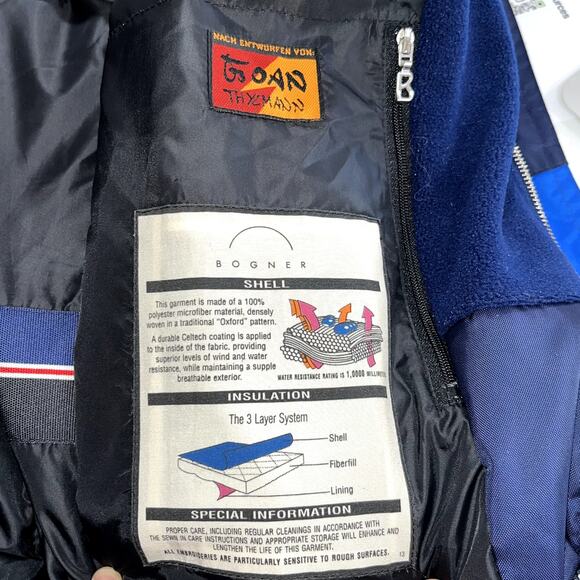 NACH ENTWÜRFEN VON:
GOAN
THYEMANN
B
BOGNER
SHELL
This garment is made of a 100%
polyester microfiber material, densely
woven in a traditional "Oxford" pattern.
A durable Celtech coating is applied
to the inside of the fabric, providing
superior levels of wind and water
resistance, while maintaining a supple
breathable exterior.
WATER RESISTANCE RATING IS 1,0000
INSULATION
The 3 Layer System
Shell
Fiberfill
Lining
SPECIAL INFORMATION
PROPER CARE, INCLUDING REGULAR CLEANINGS IN ACCORDANCE WITH
THE SEWN IN CARE INSTRUCTIONS AND APPROPRIATE STORAGE WILL ENHANCE AND
LENGTHEN THE LIFE OF THIS GARMENT.
ALL EMBROIDERIES ARE PARTICULARLY SENSITIVE TO ROUGH SURFACES.
13